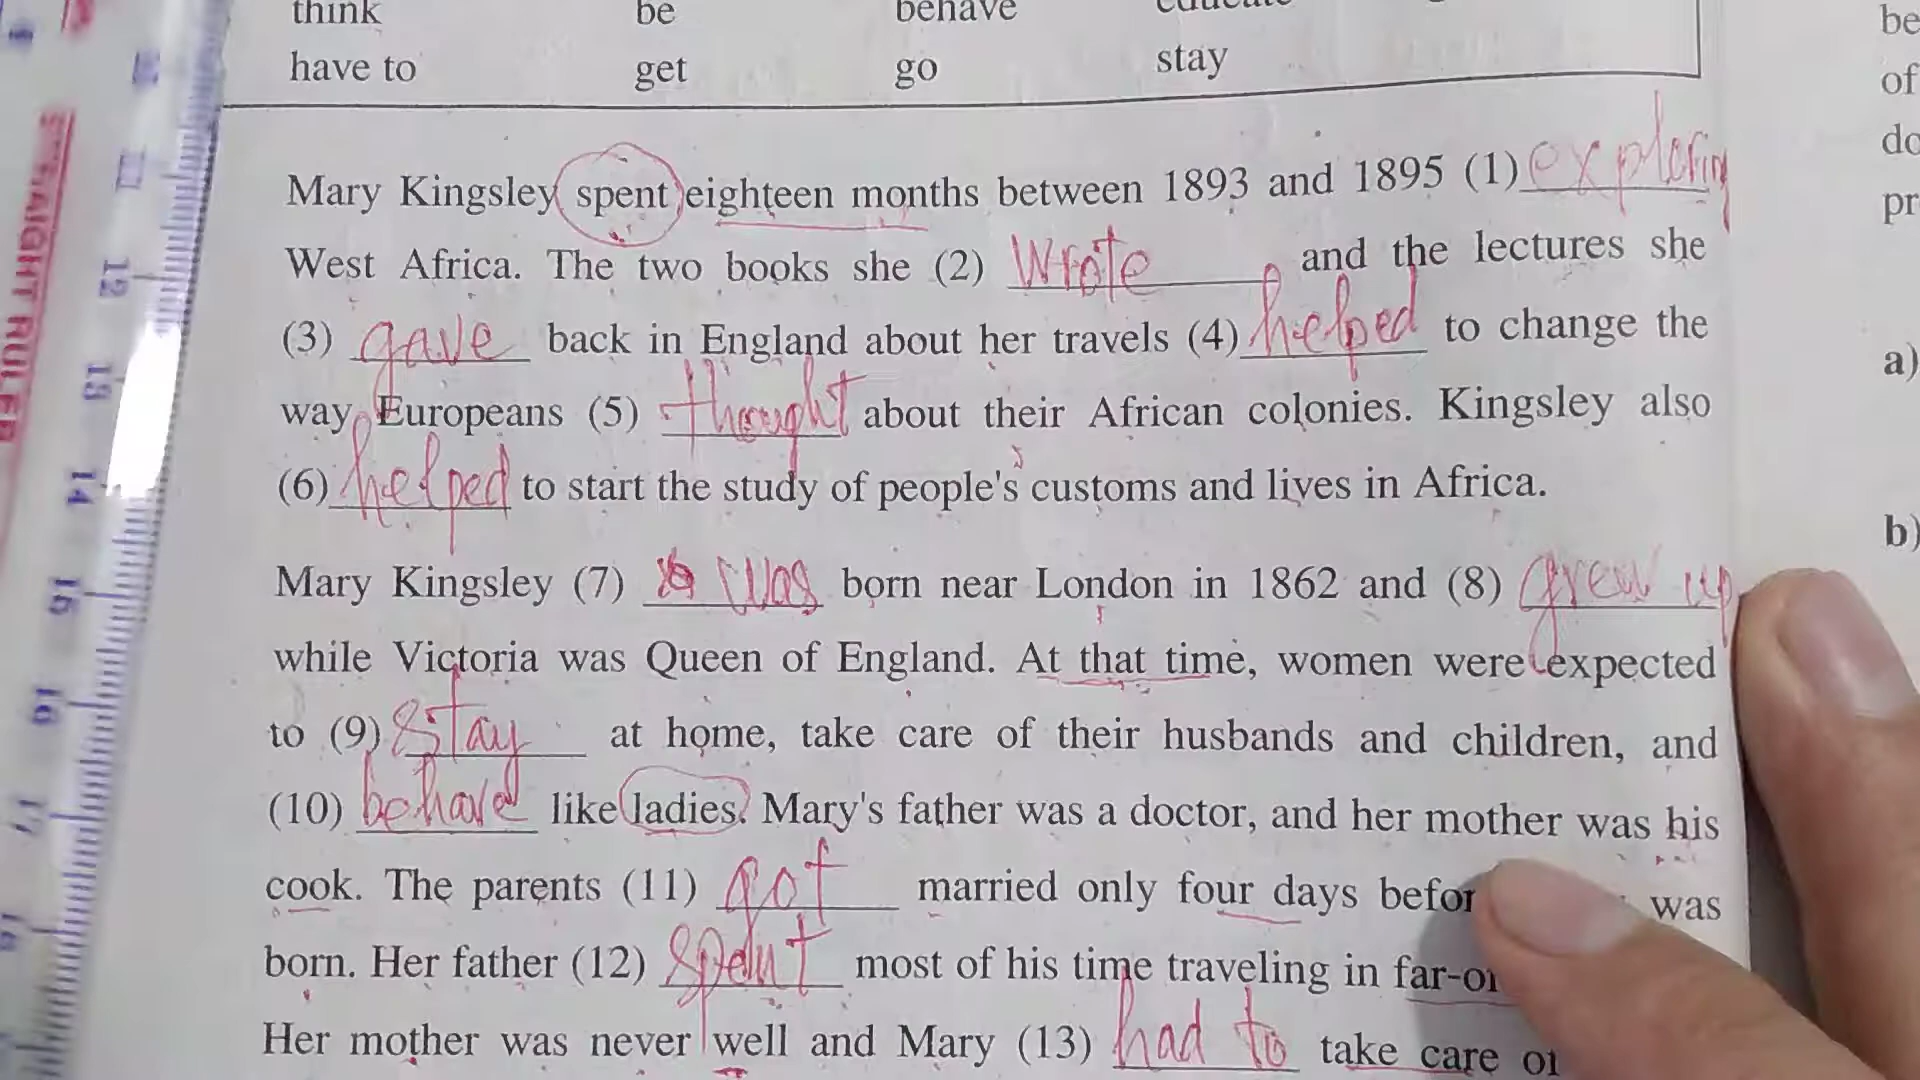 think be behave educate
have to get go stay
Mary Kingsley spent eighteen months between 1893 and 1895 (1) exploring
West Africa. The two books she (2) wrote and the lectures she
(3) gave back in England about her travels (4) helped to change the
way Europeans (5) thought about their African colonies. Kingsley also
(6) helped to start the study of people's customs and lives in Africa.
Mary Kingsley (7) was born near London in 1862 and (8) grew up
while Victoria was Queen of England. At that time, women were expected
to (9) stay at home, take care of their husbands and children, and
(10) behave like ladies. Mary's father was a doctor, and her mother was his
cook. The parents (11) got married only four days befor was
born. Her father (12) spent most of his time traveling in far-o
Her mother was never well and Mary (13) had to take care of
be
of
do
pr
a)
b)
STRAIGHT RULER
12
13
14
15
16
17
18